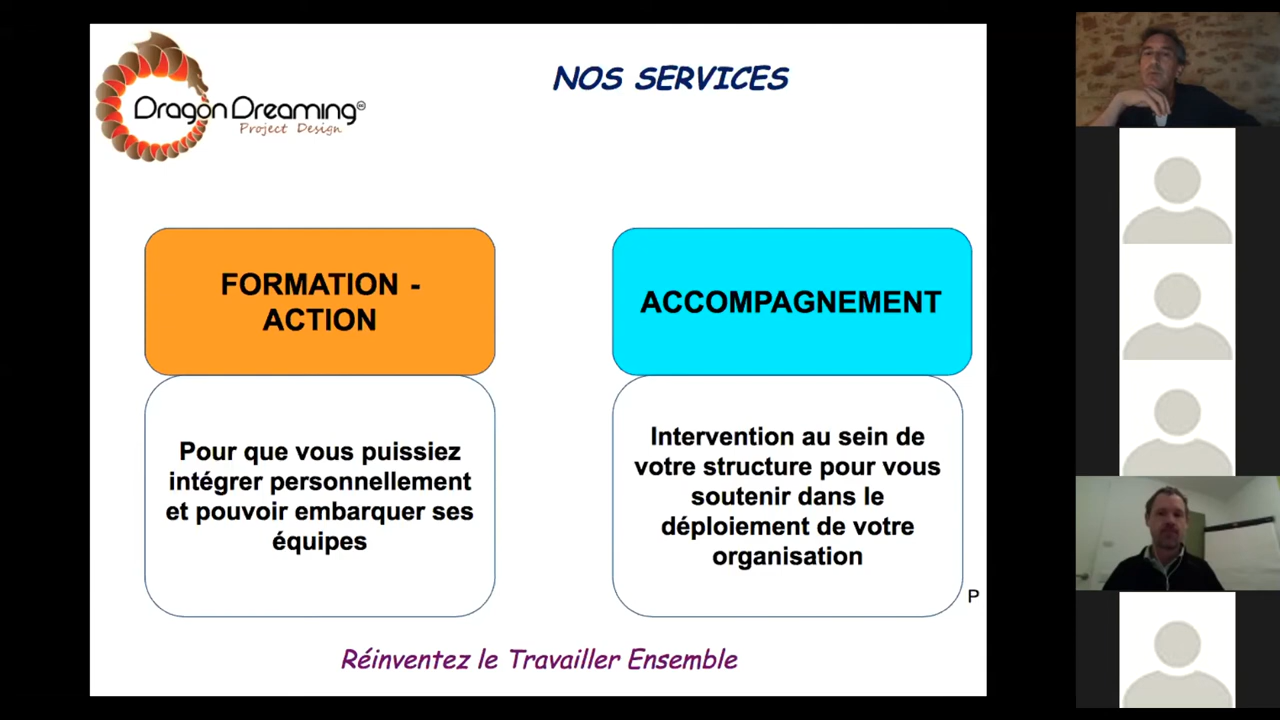 NOS SERVICES
Dragon Dreaming
Project Design
FORMATION -
ACTION
Pour que vous puissiez
intégrer personnellement
et pouvoir embarquer ses
équipes
ACCOMPAGNEMENT
Intervention au sein de
votre structure pour vous
soutenir dans le
déploiement de votre
organisation
P
Réinventez le Travailler Ensemble